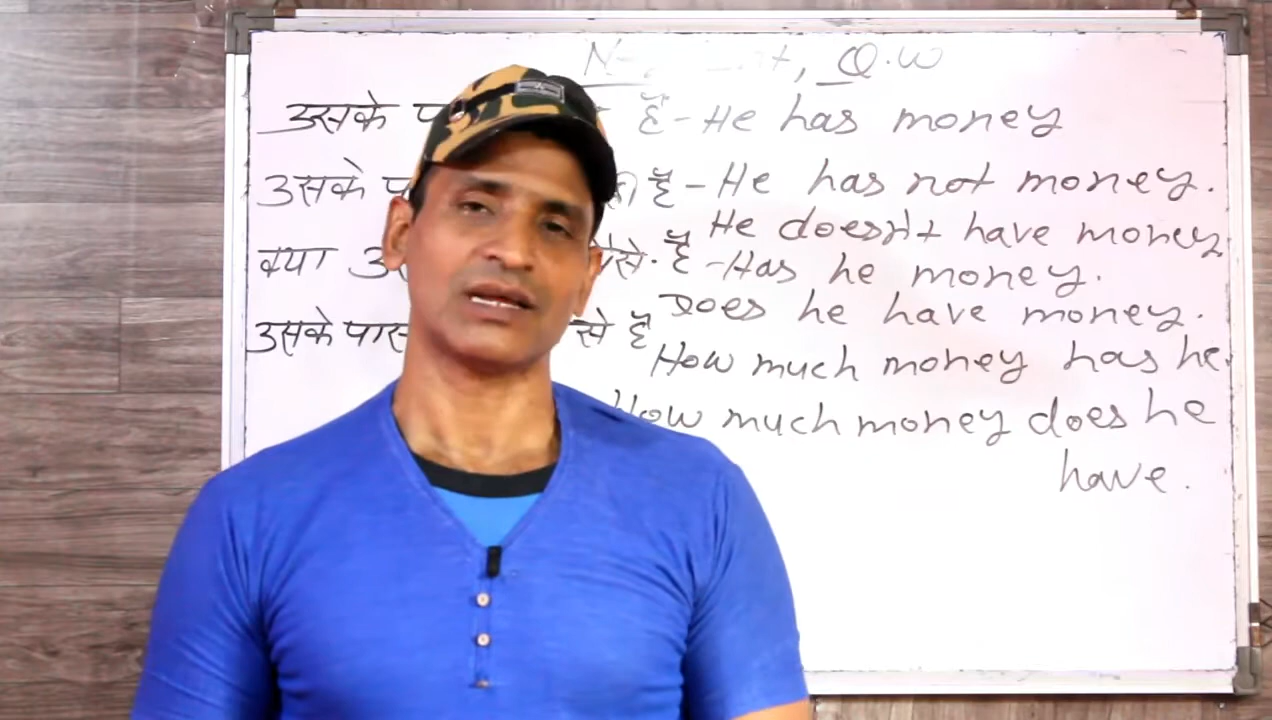 Q.W
उसके है - He has money
उसके है - He has not money.
He doesn't have money
क्या है - Has he money.
Does he have money.
उसके पास है
How much money has he.
How much money does he
have.